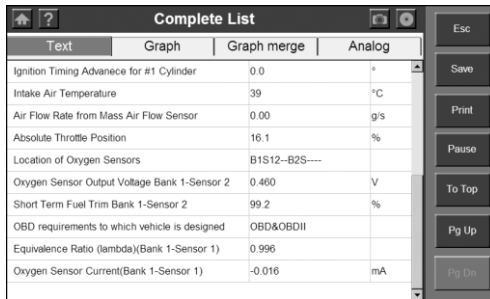 ? Complete List
Esc
Text Graph Graph merge Analog
Ignition Timing Advanece for #1 Cylinder 0.0 °
Save
Intake Air Temperature 39 °C
Air Flow Rate from Mass Air Flow Sensor 0.00 g/s
Print
Absolute Throttle Position 16.1 %
Pause
Location of Oxygen Sensors B1S12--B2S----
Oxygen Sensor Output Voltage Bank 1-Sensor 2 0.460 V
To Top
Short Term Fuel Trim Bank 1-Sensor 2 99.2 %
OBD requirements to which vehicle is designed OBD&OBDII
Pg Up
Equivalence Ratio (lambda)(Bank 1-Sensor 1) 0.996
Oxygen Sensor Current(Bank 1-Sensor 1) -0.016 mA
Pg Dn